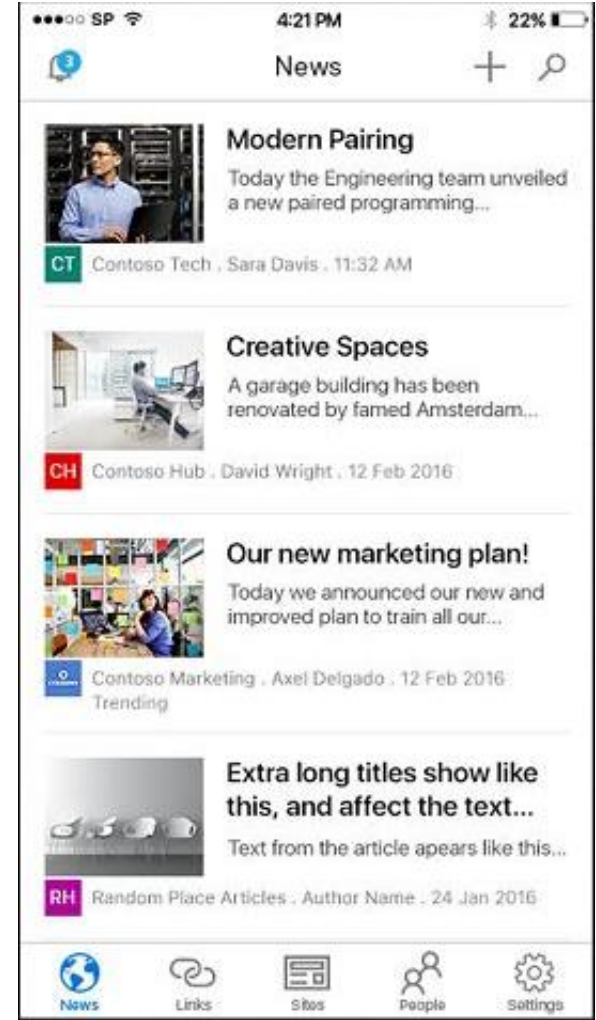 SP 4:21 PM 22%
3 News
Modern Pairing
Today the Engineering team unveiled
a new paired programming...
CT Contoso Tech . Sara Davis . 11:32 AM
Creative Spaces
A garage building has been
renovated by famed Amsterdam...
CH Contoso Hub . David Wright . 12 Feb 2016
Our new marketing plan!
Today we announced our new and
improved plan to train all our...
Contoso Marketing . Axel Delgado . 12 Feb 2016
Trending
Extra long titles show like
this, and affect the text...
Text from the article apears like this...
RH Random Place Articles . Author Name . 24 Jan 2016
News Links Sites People Settings